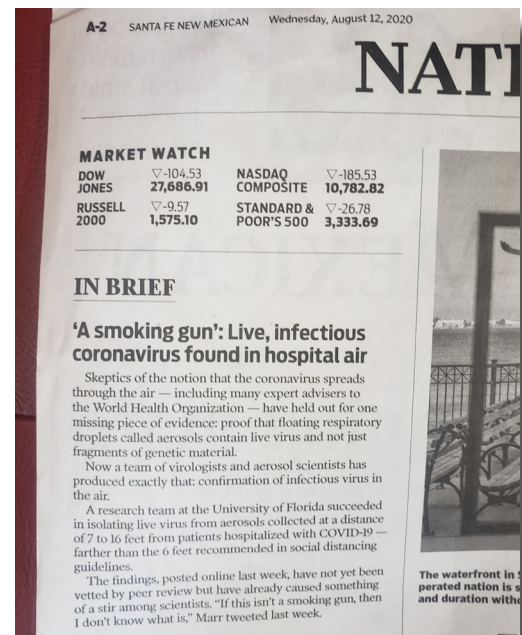 A-2 SANTA FE NEW MEXICAN Wednesday, August 12, 2020
NATI
MARKET WATCH
DOW JONES ▽-104.53 27,686.91
NASDAQ COMPOSITE ▽-185.53 10,782.82
RUSSELL 2000 ▽-9.57 1,575.10
STANDARD & POOR'S 500 ▽-26.78 3,333.69
IN BRIEF
‘A smoking gun’: Live, infectious
coronavirus found in hospital air
Skeptics of the notion that the coronavirus spreads
through the air — including many expert advisers to
the World Health Organization — have held out for one
missing piece of evidence: proof that floating respiratory
droplets called aerosols contain live virus and not just
fragments of genetic material.
Now a team of virologists and aerosol scientists has
produced exactly that: confirmation of infectious virus in
the air.
A research team at the University of Florida succeeded
in isolating live virus from aerosols collected at a distance
of 7 to 16 feet from patients hospitalized with COVID-19 —
farther than the 6 feet recommended in social distancing
guidelines.
The findings, posted online last week, have not yet been
vetted by peer review but have already caused something
of a stir among scientists. “If this isn’t a smoking gun, then
I don’t know what is,” Marr tweeted last week.
The waterfront in S
perated nation is s
and duration witho